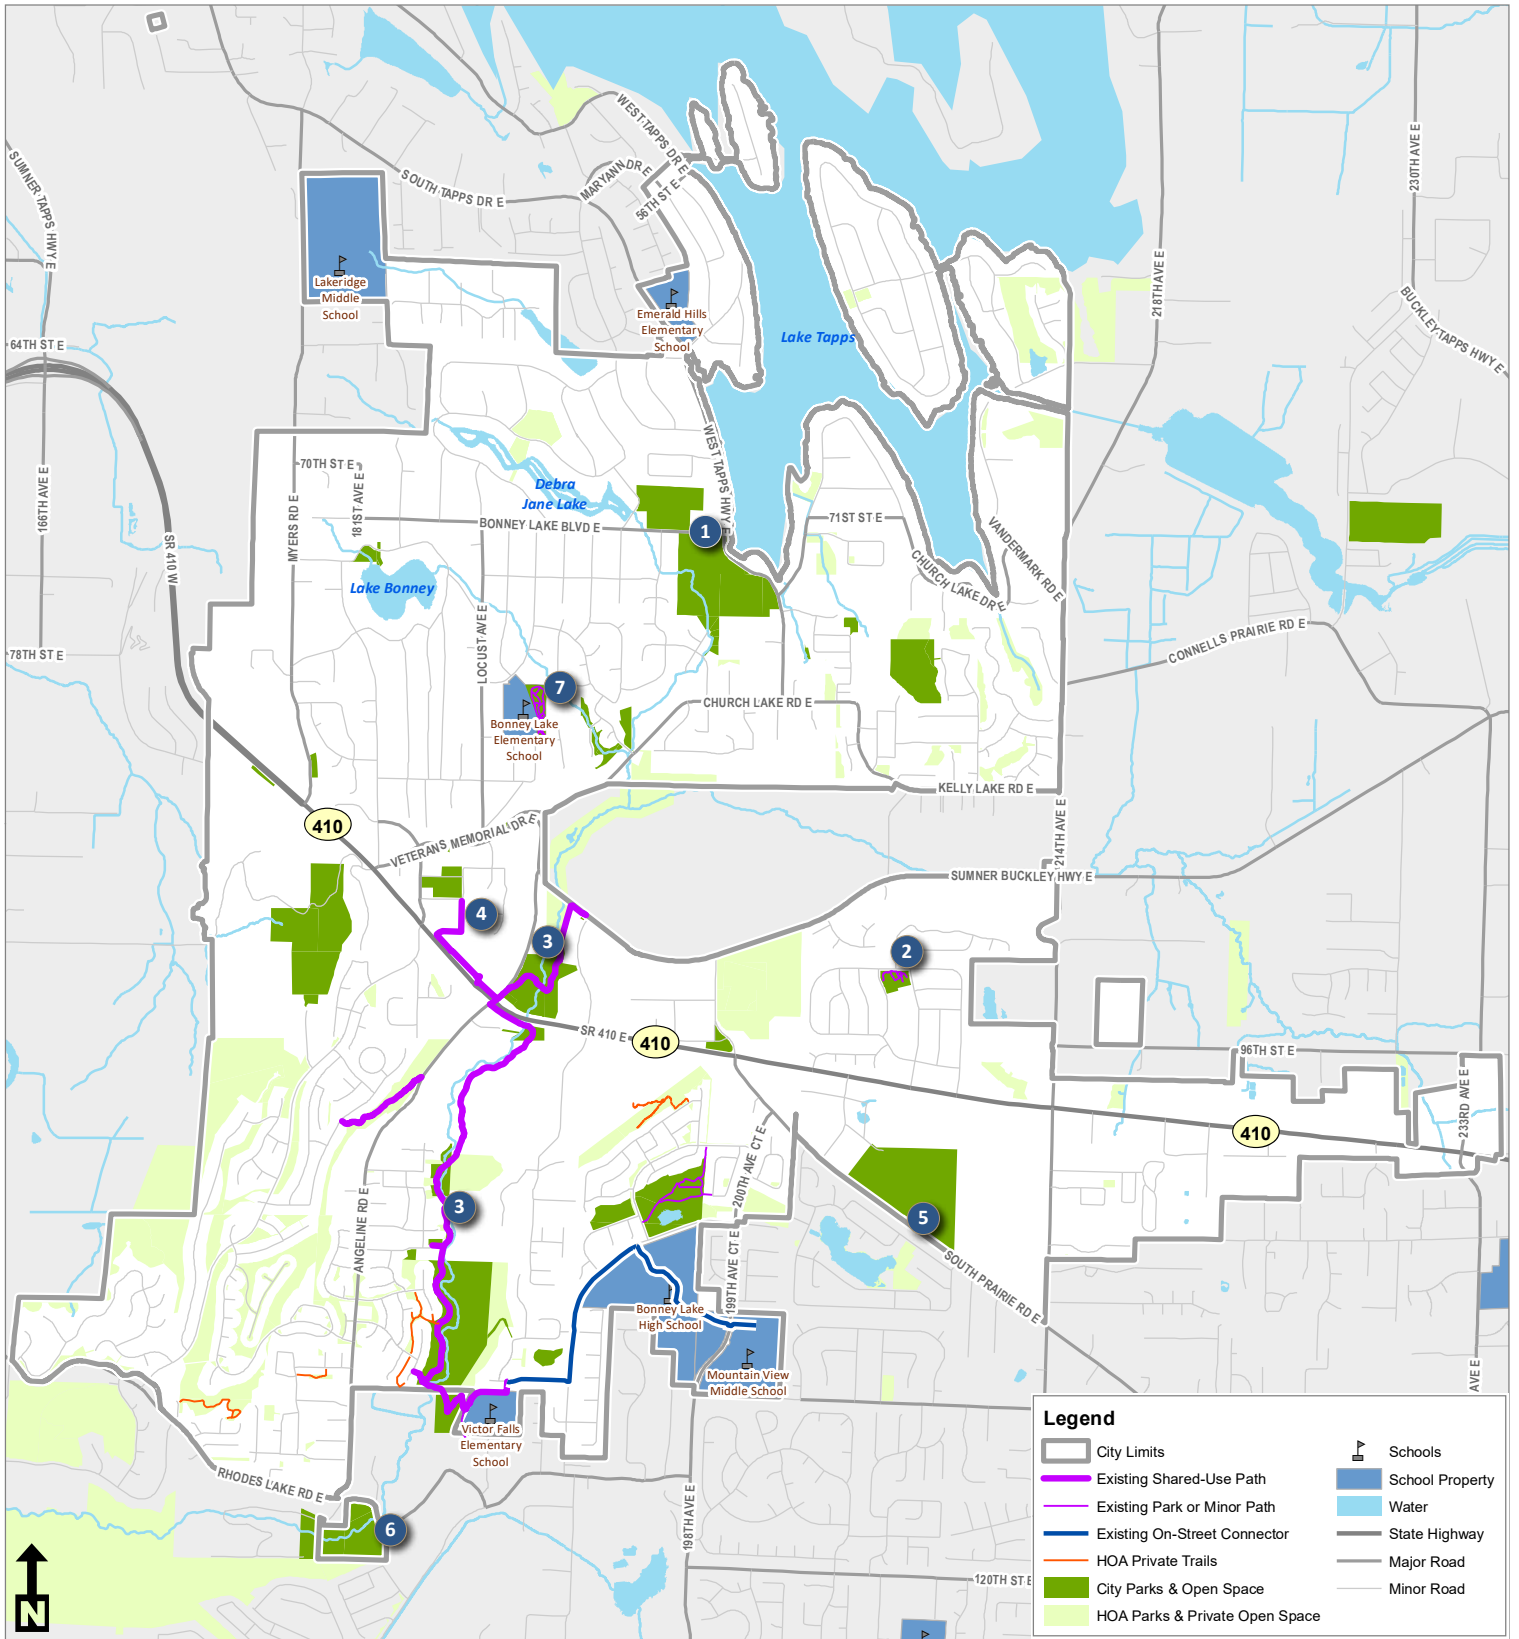 WEST TAPPS DR E
SUMNER TAPPS HWY E
SOUTH TAPPS DR E
MARYANN DR E
56TH ST E
230TH AVE E
218TH AVE E
Lakeridge
Middle
School
Emerald Hills
Elementary
School
Lake Tapps
BUCKLEY TAPPS HWY E
64TH ST E
WEST TAPPS HWY E
70TH ST E
181ST AVE E
166TH AVE E
MYERS RD E
SR 410 W
Debra
Jane Lake
BONNEY LAKE BLVD E
1
71ST ST E
VANDERMARK RD E
CHURCH LAKE DR E
Lake Bonney
LOCUST AVE E
78TH ST E
CONNELLS PRAIRIE RD E
7
Bonney Lake
Elementary
School
CHURCH LAKE RD E
KELLY LAKE RD E
410
VETERANS MEMORIAL DR E
214TH AVE E
SUMNER BUCKLEY HWY E
4
3
2
SR 410 E
410
96TH ST E
233RD AVE E
410
200TH AVE CT E
ANGELINE RD E
3
5
199TH AVE CT E
SOUTH PRAIRIE RD E
Bonney Lake
High School
Mountain View
Middle School
Victor Falls
Elementary
School
AVE E
RHODES LAKE RD E
198TH AVE E
6
120TH ST E
N
Legend
City Limits
Existing Shared-Use Path
Existing Park or Minor Path
Existing On-Street Connector
HOA Private Trails
City Parks & Open Space
HOA Parks & Private Open Space
Schools
School Property
Water
State Highway
Major Road
Minor Road